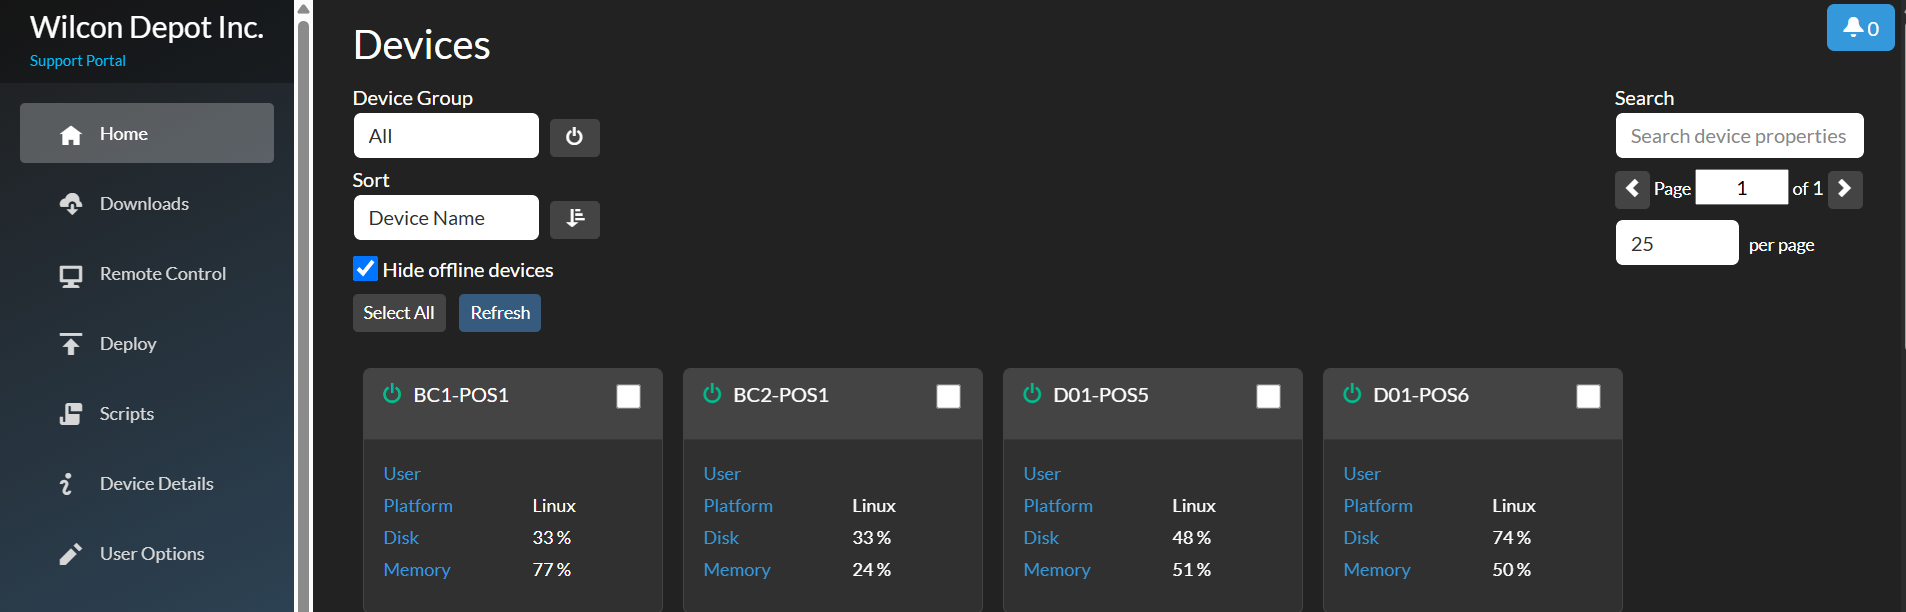 Wilcon Depot Inc.
Support Portal
Home
Downloads
Remote Control
Deploy
Scripts
Device Details
User Options
Devices
0
Device Group
All
Sort
Device Name
Hide offline devices
Select All Refresh
Search
Search device properties
Page 1 of 1
25 per page
BC1-POS1
User
Platform Linux
Disk 33 %
Memory 77 %
BC2-POS1
User
Platform Linux
Disk 33 %
Memory 24 %
D01-POS5
User
Platform Linux
Disk 48 %
Memory 51 %
D01-POS6
User
Platform Linux
Disk 74 %
Memory 50 %